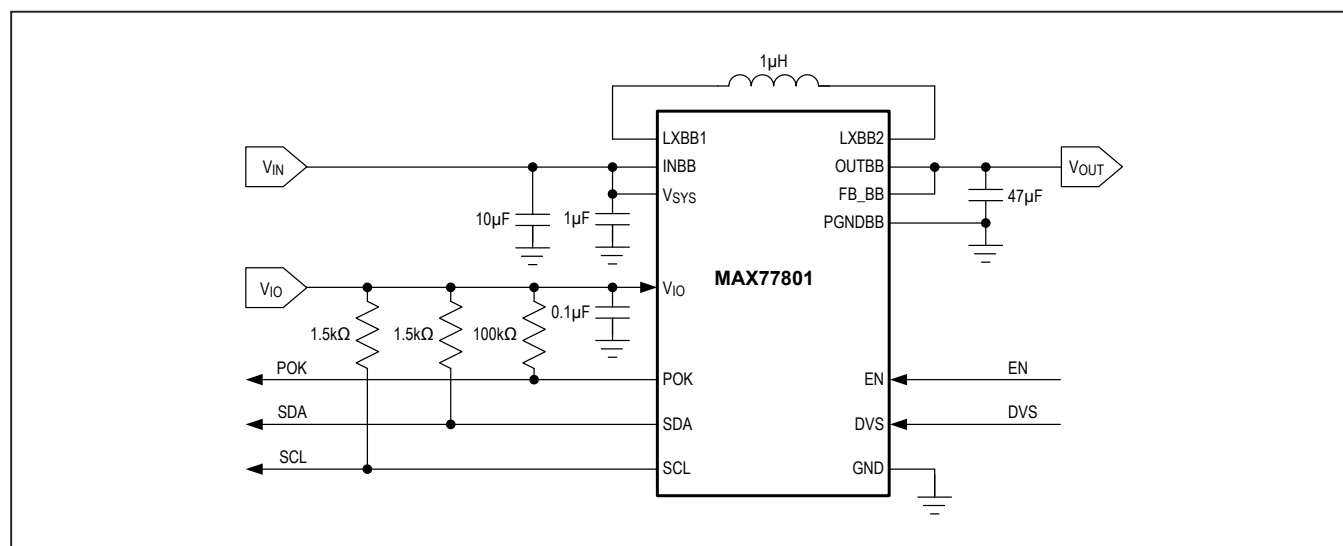 1µH
LXBB1
LXBB2
VIN
INBB
OUTBB
VOUT
VSYS
FB_BB
10µF
1µF
47µF
PGNDBB
MAX77801
VIO
VIO
0.1µF
1.5kΩ
1.5kΩ
100kΩ
POK
POK
EN
EN
SDA
SDA
DVS
DVS
SCL
SCL
GND